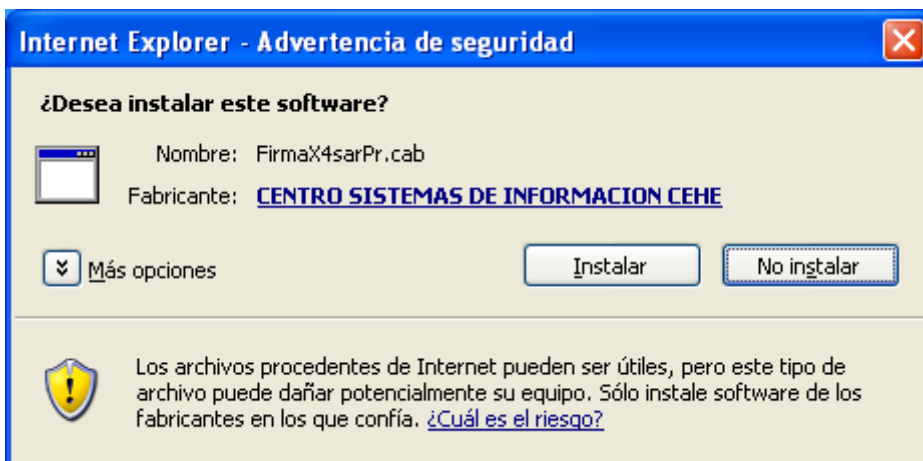 Internet Explorer - Advertencia de seguridad
¿Desea instalar este software?
Nombre: FirmaX4sarPr.cab
Fabricante: CENTRO SISTEMAS DE INFORMACION CEHE
Más opciones
Instalar
No instalar
Los archivos procedentes de Internet pueden ser útiles, pero este tipo de
archivo puede dañar potencialmente su equipo. Sólo instale software de los
fabricantes en los que confía. ¿Cuál es el riesgo?